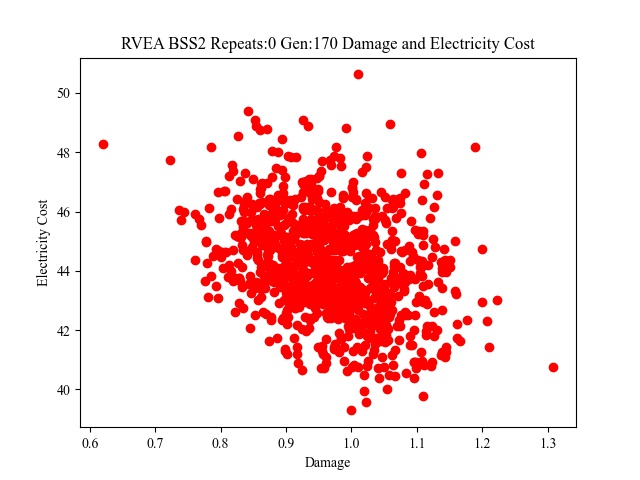 RVEA BSS2 Repeats:0 Gen:170 Damage and Electricity Cost
50
48
46
44
42
40
Electricity Cost
0.6 0.7 0.8 0.9 1.0 1.1 1.2 1.3
Damage